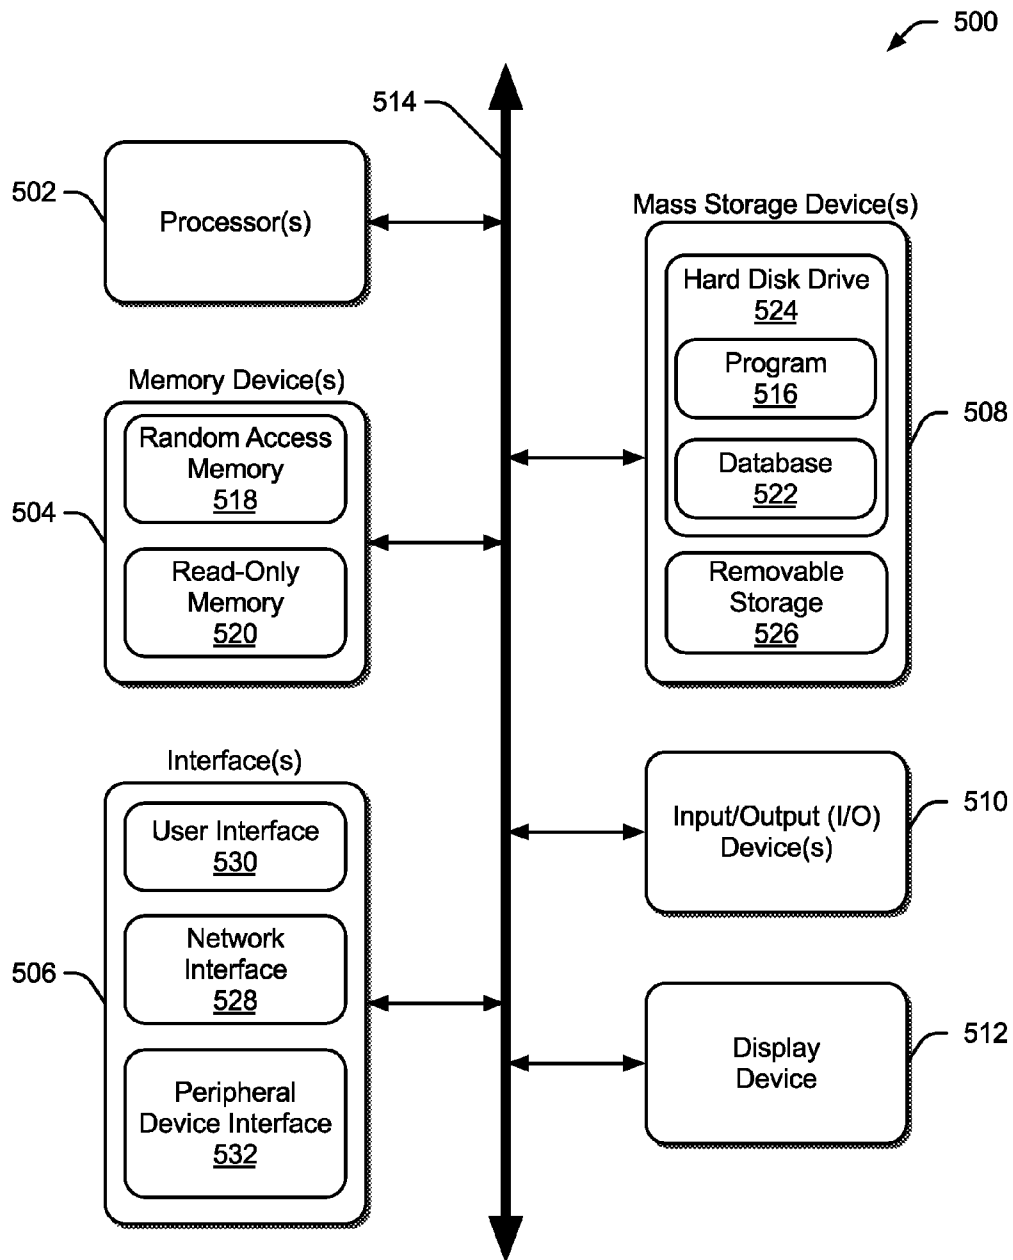 500
514
502
Processor(s)
Mass Storage Device(s)
Hard Disk Drive
524
Program
516
Database
522
508
Removable
Storage
526
Memory Device(s)
Random Access
Memory
518
504
Read-Only
Memory
520
Interface(s)
User Interface
530
Network
Interface
528
506
Peripheral
Device Interface
532
Input/Output (I/O)
Device(s)
510
Display
Device
512